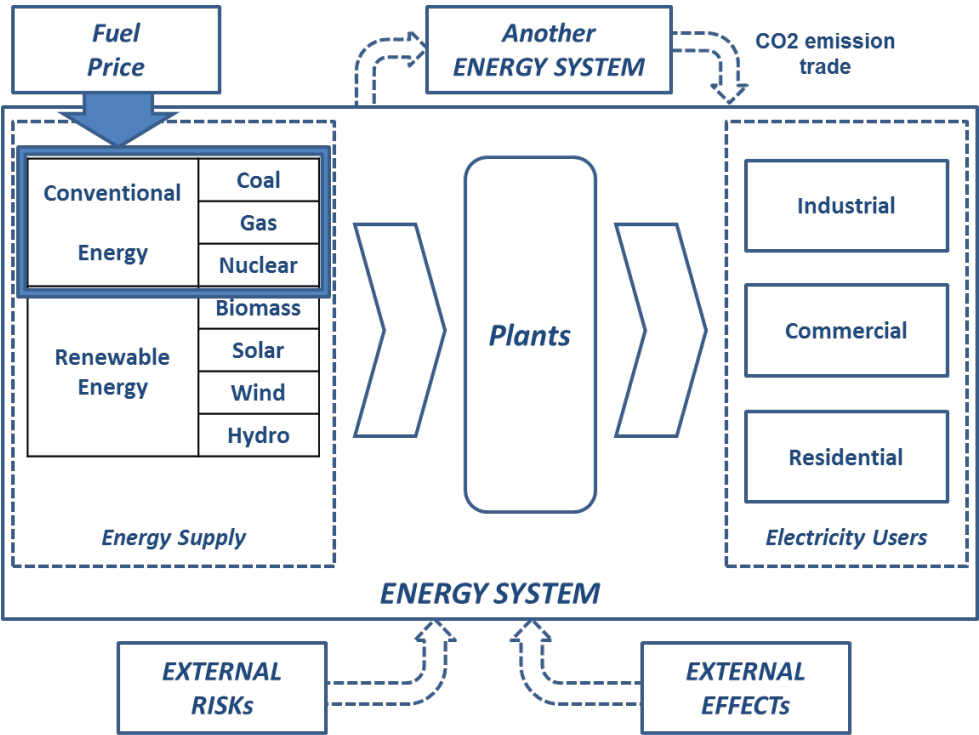 Fuel
Price
Another
ENERGY SYSTEM
CO2 emission
trade
Conventional
Energy
Coal
Gas
Nuclear
Renewable
Energy
Biomass
Solar
Wind
Hydro
Energy Supply
Plants
Industrial
Commercial
Residential
Electricity Users
ENERGY SYSTEM
EXTERNAL
RISKs
EXTERNAL
EFFECTs